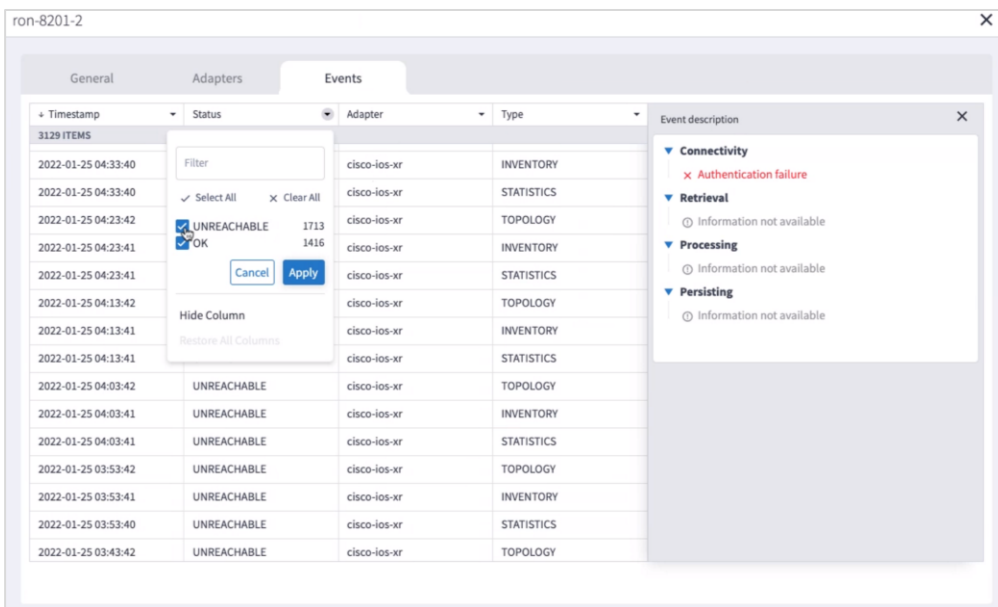 ron-8201-2
General Adapters Events
Timestamp Status Adapter Type
3129 ITEMS
2022-01-25 04:33:40 cisco-ios-xr INVENTORY
2022-01-25 04:33:40 cisco-ios-xr STATISTICS
2022-01-25 04:23:42 cisco-ios-xr TOPOLOGY
2022-01-25 04:23:41 cisco-ios-xr INVENTORY
2022-01-25 04:23:41 cisco-ios-xr STATISTICS
2022-01-25 04:13:42 cisco-ios-xr TOPOLOGY
2022-01-25 04:13:41 cisco-ios-xr INVENTORY
2022-01-25 04:13:41 cisco-ios-xr STATISTICS
2022-01-25 04:03:42 UNREACHABLE cisco-ios-xr TOPOLOGY
2022-01-25 04:03:41 UNREACHABLE cisco-ios-xr INVENTORY
2022-01-25 04:03:41 UNREACHABLE cisco-ios-xr STATISTICS
2022-01-25 03:53:42 UNREACHABLE cisco-ios-xr TOPOLOGY
2022-01-25 03:53:41 UNREACHABLE cisco-ios-xr INVENTORY
2022-01-25 03:53:40 UNREACHABLE cisco-ios-xr STATISTICS
2022-01-25 03:43:42 UNREACHABLE cisco-ios-xr TOPOLOGY
Filter
Select All Clear All
UNREACHABLE 1713
OK 1416
Cancel Apply
Hide Column
Restore All Columns
Event description
Connectivity
Authentication failure
Retrieval
Information not available
Processing
Information not available
Persisting
Information not available